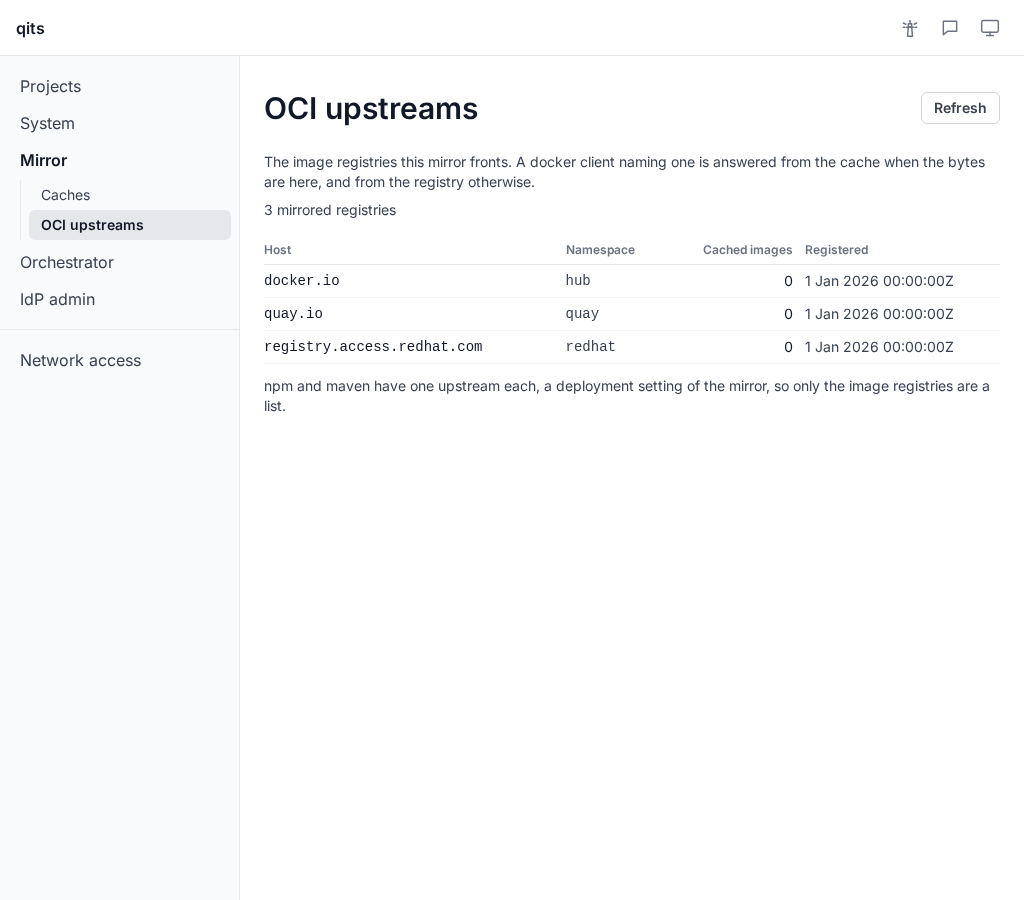 qits
Projects
System
Mirror
Caches
OCI upstreams
Orchestrator
IdP admin
Network access
OCI upstreams
Refresh
The image registries this mirror fronts. A docker client naming one is answered from the cache when the bytes
are here, and from the registry otherwise.
3 mirrored registries
Host Namespace Cached images Registered
docker.io hub 0 1 Jan 2026 00:00:00Z
quay.io quay 0 1 Jan 2026 00:00:00Z
registry.access.redhat.com redhat 0 1 Jan 2026 00:00:00Z
npm and maven have one upstream each, a deployment setting of the mirror, so only the image registries are a
list.